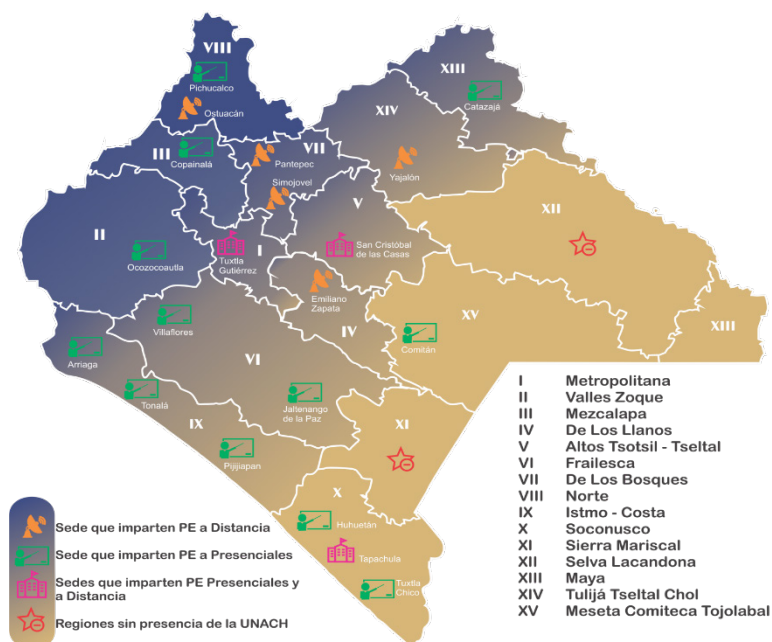 VIII
Pichucalco
Ostuacán
XIII
Catazajá
XIV
Yajalón
III
Copainalá
VII
Pantepec
Simojovel
V
XII
II
Ocozocoautla
Tuxtla
Gutiérrez
I
San Cristóbal
de las Casas
Emiliano
Zapata
IV
XV
Comitán
XIII
Villaflores
Arriaga
VI
Tonalá
Jaltenango
de la Paz
IX
Pijijiapan
XI
X
Huhuetán
Tapachula
Tuxtla
Chico
I Metropolitana
II Valles Zoque
III Mezcalapa
IV De Los Llanos
V Altos Tsotsil - Tseltal
VI Frailesca
VII De Los Bosques
VIII Norte
IX Istmo - Costa
X Soconusco
XI Sierra Mariscal
XII Selva Lacandona
XIII Maya
XIV Tulijá Tseltal Chol
XV Meseta Comiteca Tojolabal
Sede que imparten PE a Distancia
Sede que imparten PE a Presenciales
Sedes que imparten PE Presenciales y
a Distancia
Regiones sin presencia de la UNACH